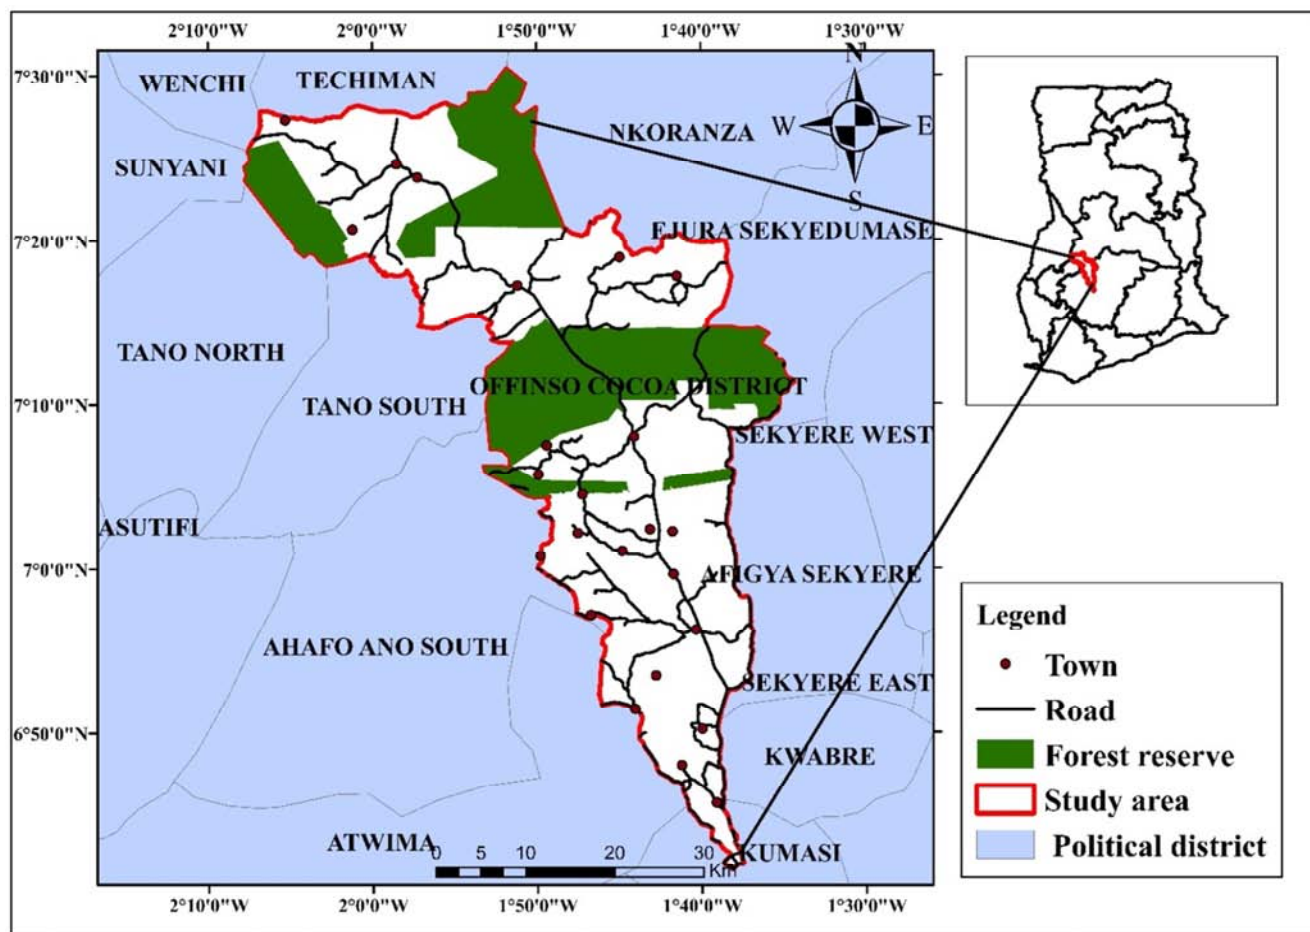 2°10'0"W 2°0'0"W 1°50'0"W 1°40'0"W 1°30'0"W
7°30'0"N
7°20'0"N
7°10'0"N
7°0'0"N
6°50'0"N
WENCHI
TECHIMAN
NKORANZA
SUNYANI
EJURA SEKYEDUMASE
TANO NORTH
OFFINSO COCOA DISTRICT
TANO SOUTH
SEKYERE WEST
ASUTIFI
AFIGYA SEKYERE
AHAFO ANO SOUTH
SEKYERE EAST
KWABRE
ATWIMA
KUMASI
0 5 10 20 30
Km
N
W E
S
2°10'0"W 2°0'0"W 1°50'0"W 1°40'0"W 1°30'0"W
Legend
Town
Road
Forest reserve
Study area
Political district